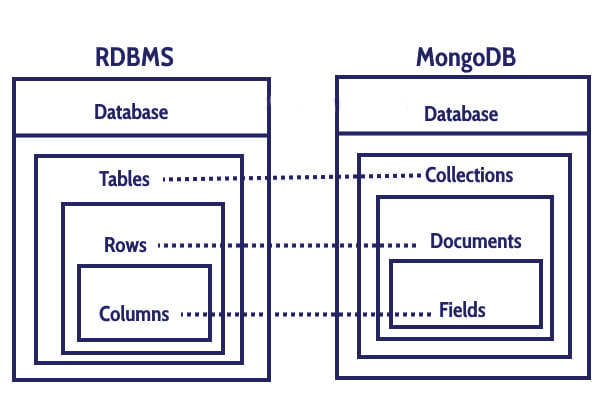 RDBMS
MongoDB
Database
Database
Tables
Collections
Rows
Documents
Columns
Fields